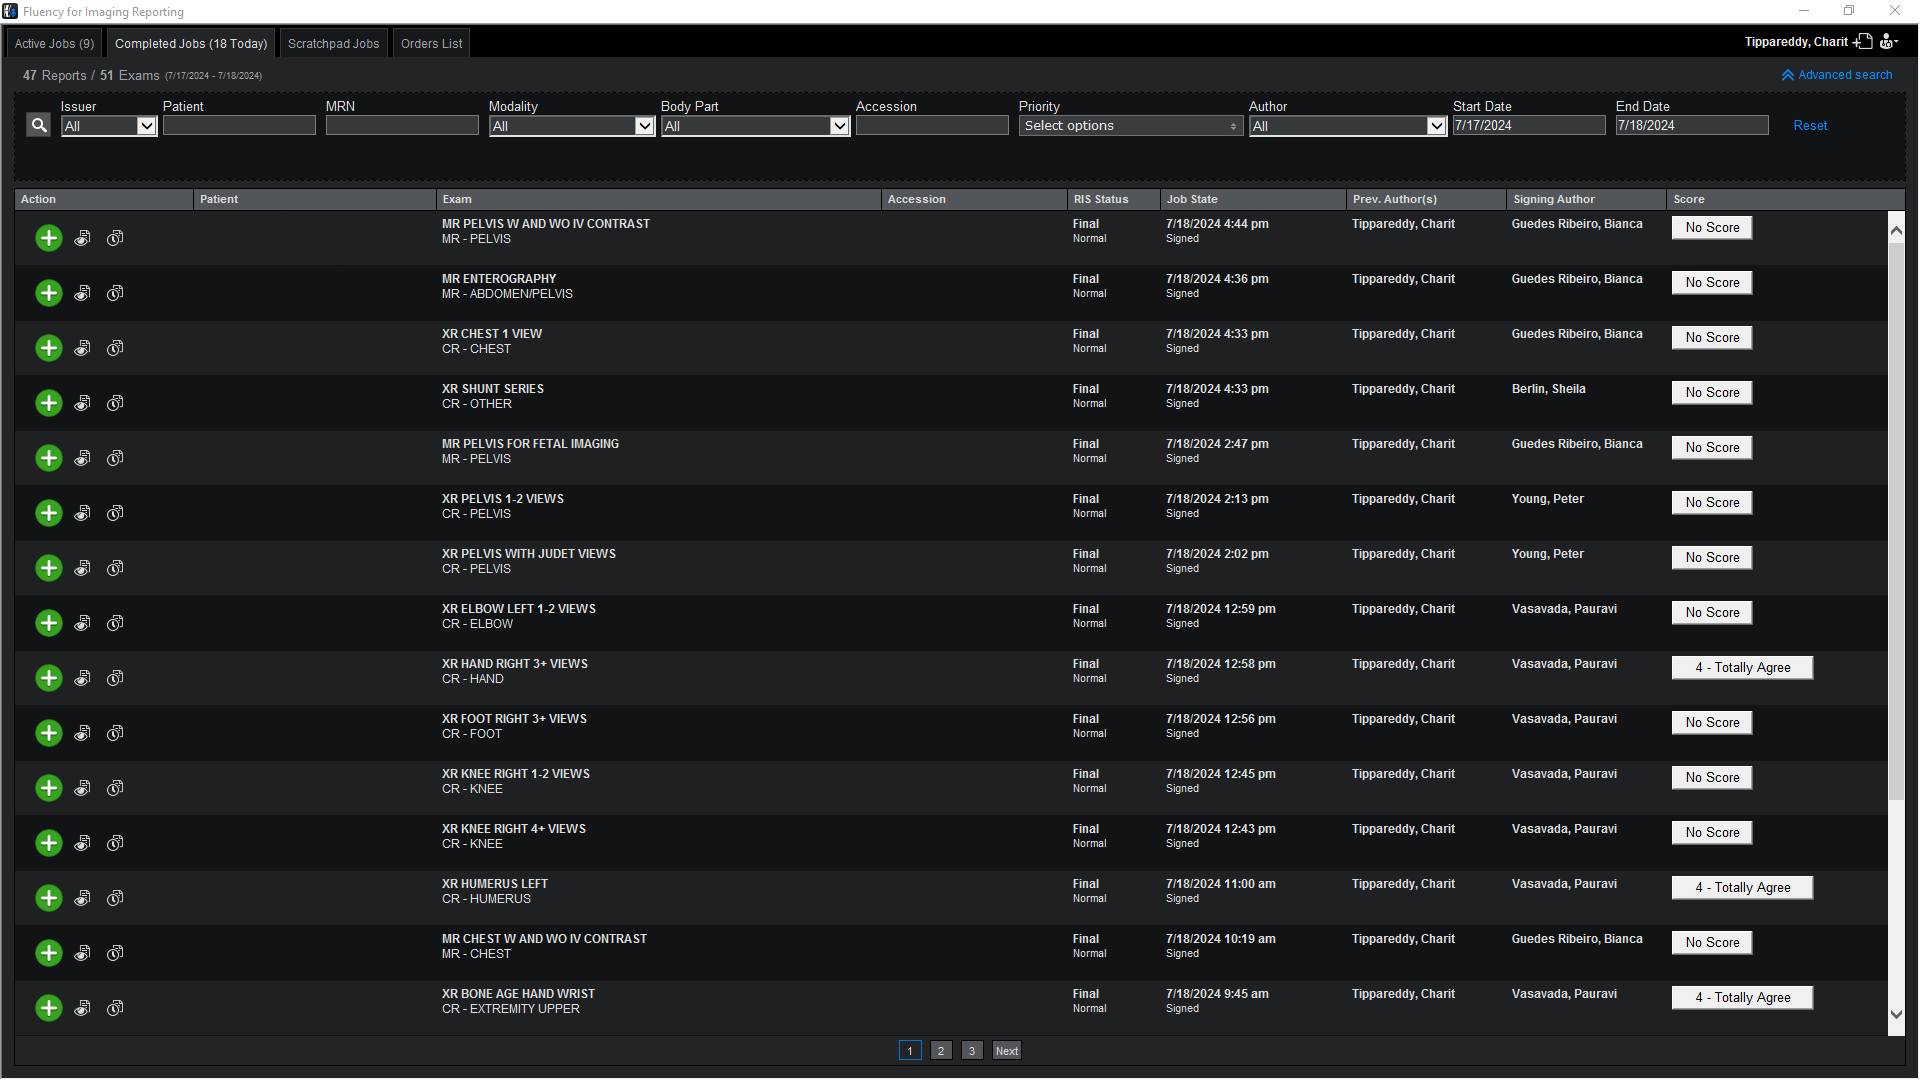 Fluency for Imaging Reporting
Active Jobs (9) Completed Jobs (18 Today) Scratchpad Jobs Orders List Tippareddy, Charit
47 Reports / 51 Exams (7/17/2024 - 7/18/2024) Advanced search
Issuer Patient MRN Modality Body Part Accession Priority Author Start Date End Date
All All All Select options All 7/17/2024 7/18/2024 Reset
Action Patient Exam Accession RIS Status Job State Prev. Author(s) Signing Author Score
MR PELVIS W AND WO IV CONTRAST Final 7/18/2024 4:44 pm Tippareddy, Charit Guedes Ribeiro, Bianca No Score
MR - PELVIS Normal Signed
MR ENTEROGRAPHY Final 7/18/2024 4:36 pm Tippareddy, Charit Guedes Ribeiro, Bianca No Score
MR - ABDOMEN/PELVIS Normal Signed
XR CHEST 1 VIEW Final 7/18/2024 4:33 pm Tippareddy, Charit Guedes Ribeiro, Bianca No Score
CR - CHEST Normal Signed
XR SHUNT SERIES Final 7/18/2024 4:33 pm Tippareddy, Charit Berlin, Sheila No Score
CR - OTHER Normal Signed
MR PELVIS FOR FETAL IMAGING Final 7/18/2024 2:47 pm Tippareddy, Charit Guedes Ribeiro, Bianca No Score
MR - PELVIS Normal Signed
XR PELVIS 1-2 VIEWS Final 7/18/2024 2:13 pm Tippareddy, Charit Young, Peter No Score
CR - PELVIS Normal Signed
XR PELVIS WITH JUDET VIEWS Final 7/18/2024 2:02 pm Tippareddy, Charit Young, Peter No Score
CR - PELVIS Normal Signed
XR ELBOW LEFT 1-2 VIEWS Final 7/18/2024 12:59 pm Tippareddy, Charit Vasavada, Pauravi No Score
CR - ELBOW Normal Signed
XR HAND RIGHT 3+ VIEWS Final 7/18/2024 12:58 pm Tippareddy, Charit Vasavada, Pauravi 4 - Totally Agree
CR - HAND Normal Signed
XR FOOT RIGHT 3+ VIEWS Final 7/18/2024 12:56 pm Tippareddy, Charit Vasavada, Pauravi No Score
CR - FOOT Normal Signed
XR KNEE RIGHT 1-2 VIEWS Final 7/18/2024 12:45 pm Tippareddy, Charit Vasavada, Pauravi No Score
CR - KNEE Normal Signed
XR KNEE RIGHT 4+ VIEWS Final 7/18/2024 12:43 pm Tippareddy, Charit Vasavada, Pauravi No Score
CR - KNEE Normal Signed
XR HUMERUS LEFT Final 7/18/2024 11:00 am Tippareddy, Charit Vasavada, Pauravi 4 - Totally Agree
CR - HUMERUS Normal Signed
MR CHEST W AND WO IV CONTRAST Final 7/18/2024 10:19 am Tippareddy, Charit Guedes Ribeiro, Bianca No Score
MR - CHEST Normal Signed
XR BONE AGE HAND WRIST Final 7/18/2024 9:45 am Tippareddy, Charit Vasavada, Pauravi 4 - Totally Agree
CR - EXTREMITY UPPER Normal Signed
1 2 3 Next